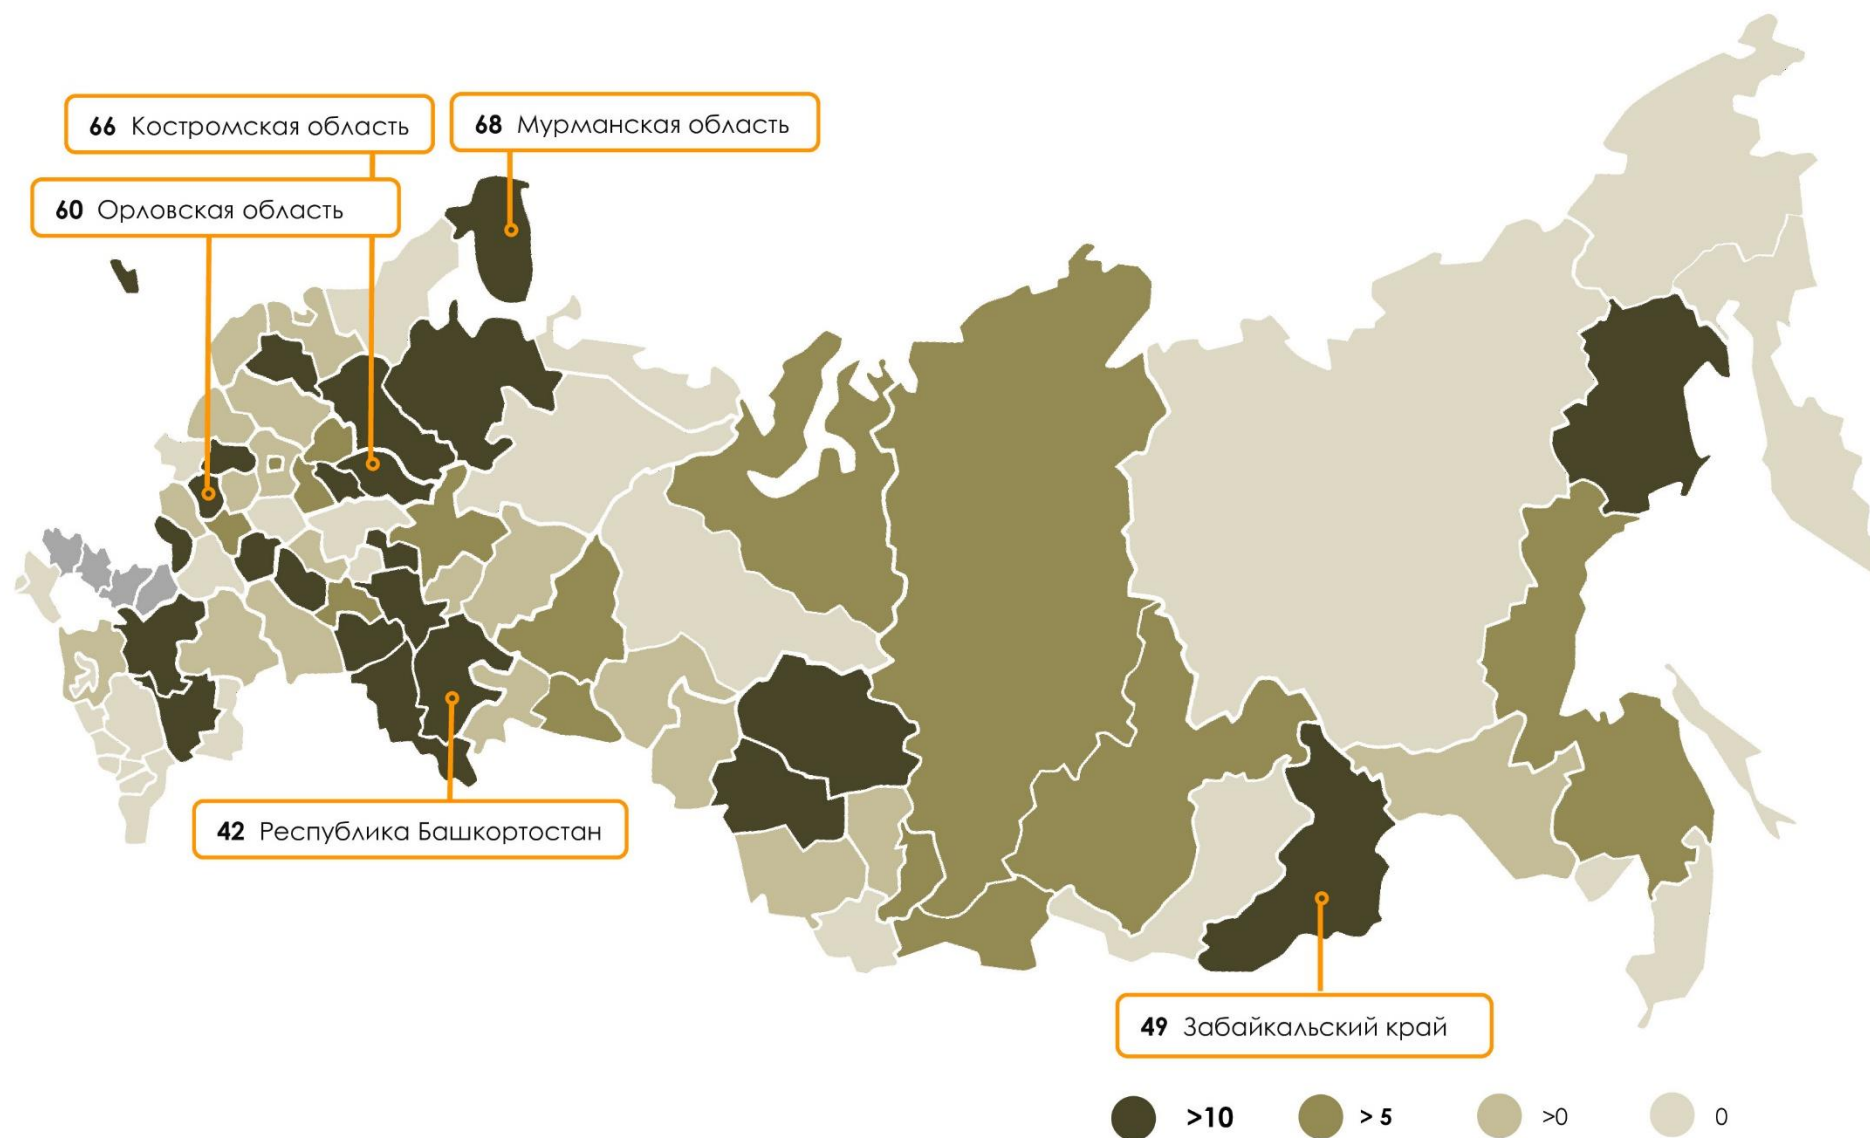 66 Костромская область
68 Мурманская область
60 Орловская область
42 Республика Башкортостан
49 Забайкальский край
>10
> 5
>0
0